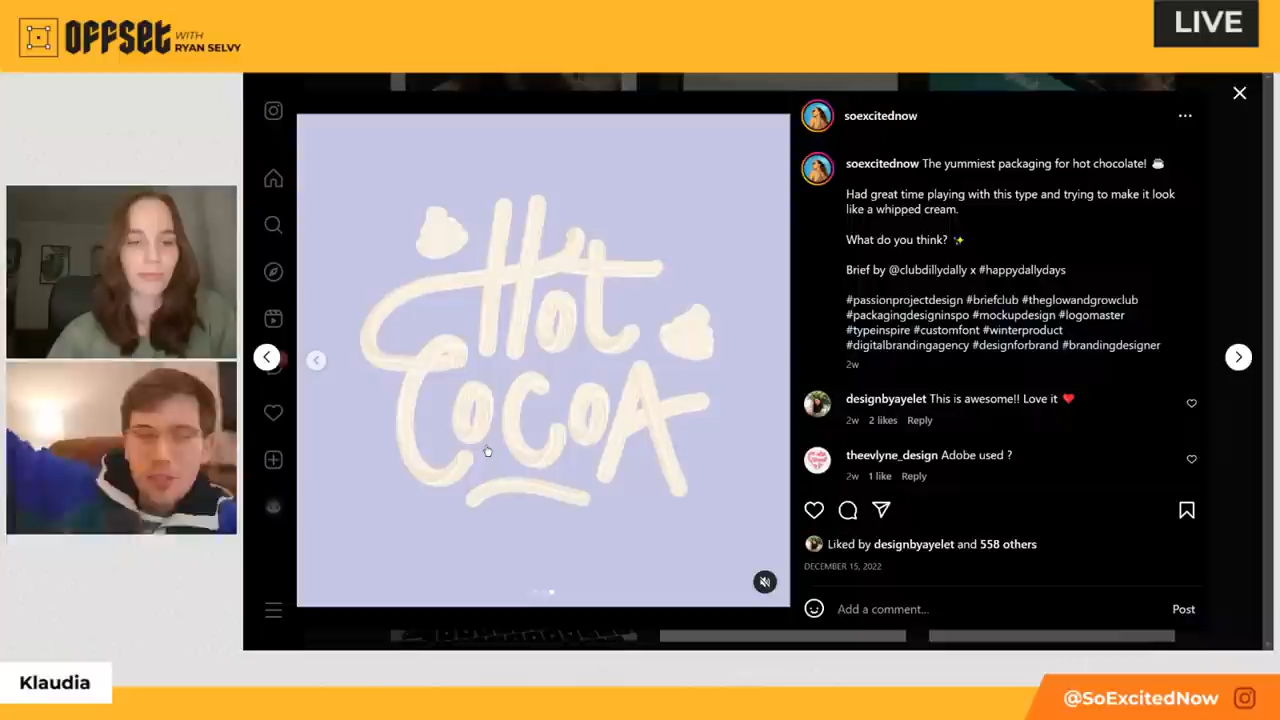 OFFSET WITH RYAN SELVY
LIVE
soexcitednow
soexcitednow The yummiest packaging for hot chocolate! ☕
Had great time playing with this type and trying to make it look
like a whipped cream.
What do you think? ✨
Brief by @clubdillydally x #happydallydays
#passionprojectdesign #briefclub #theglowandgrowclub
#packagingdesigninspo #mockupdesign #logomaster
#typeinspire #customfont #winterproduct
#digitalbrandingagency #designforbrand #brandingdesigner
2w
designbyayelet This is awesome!! Love it ❤️
2w 2 likes Reply
theevlyne_design Adobe used ?
2w 1 like Reply
Liked by designbyayelet and 558 others
DECEMBER 15, 2022
Add a comment... Post
Hot
COCOA
Klaudia
@SoExcitedNow